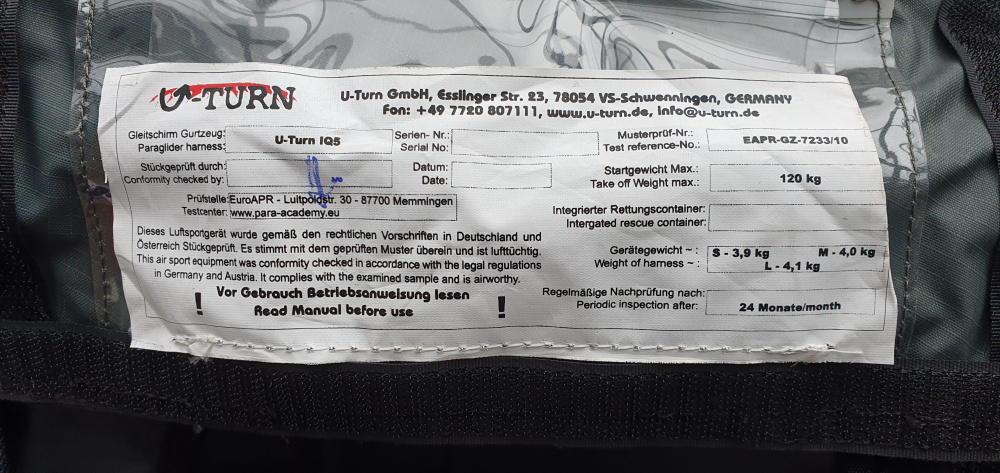 U-TURN
U-Turn GmbH, Esslinger Str. 23, 78054 VS-Schwenningen, GERMANY
Fon: +49 7720 807111, www.u-turn.de, info@u-turn.de
Gleitschirm Gurtzeug: U-Turn IQ5
Paraglider harness:
Serien- Nr.:
Serial No:
Musterprüf-Nr.: EAPR-GZ-7233/10
Test reference-No.:
Stückgeprüft durch:
Conformity checked by:
Datum:
Date:
Startgewicht Max.: 120 kg
Take off Weight max.:
Prüfstelle: EuroAPR - Luitpoldstr. 30 - 87700 Memmingen
Testcenter: www.para-academy.eu
Integrierter Rettungscontainer:
Intergated rescue container:
Dieses Luftsportgerät wurde gemäß den rechtlichen Vorschriften in Deutschland und
Österreich Stückgeprüft. Es stimmt mit dem geprüften Muster überein und ist lufttüchtig.
This air sport equipment was conformity checked in accordance with the legal regulations
in Germany and Austria. It complies with the examined sample and is airworthy.
Gerätegewicht ~ : S - 3,9 kg M - 4,0 kg
Weight of harness ~ : L - 4,1 kg
! Vor Gebrauch Betriebsanweisung lesen !
Read Manual before use
Regelmäßige Nachprüfung nach: 24 Monate/month
Periodic inspection after: